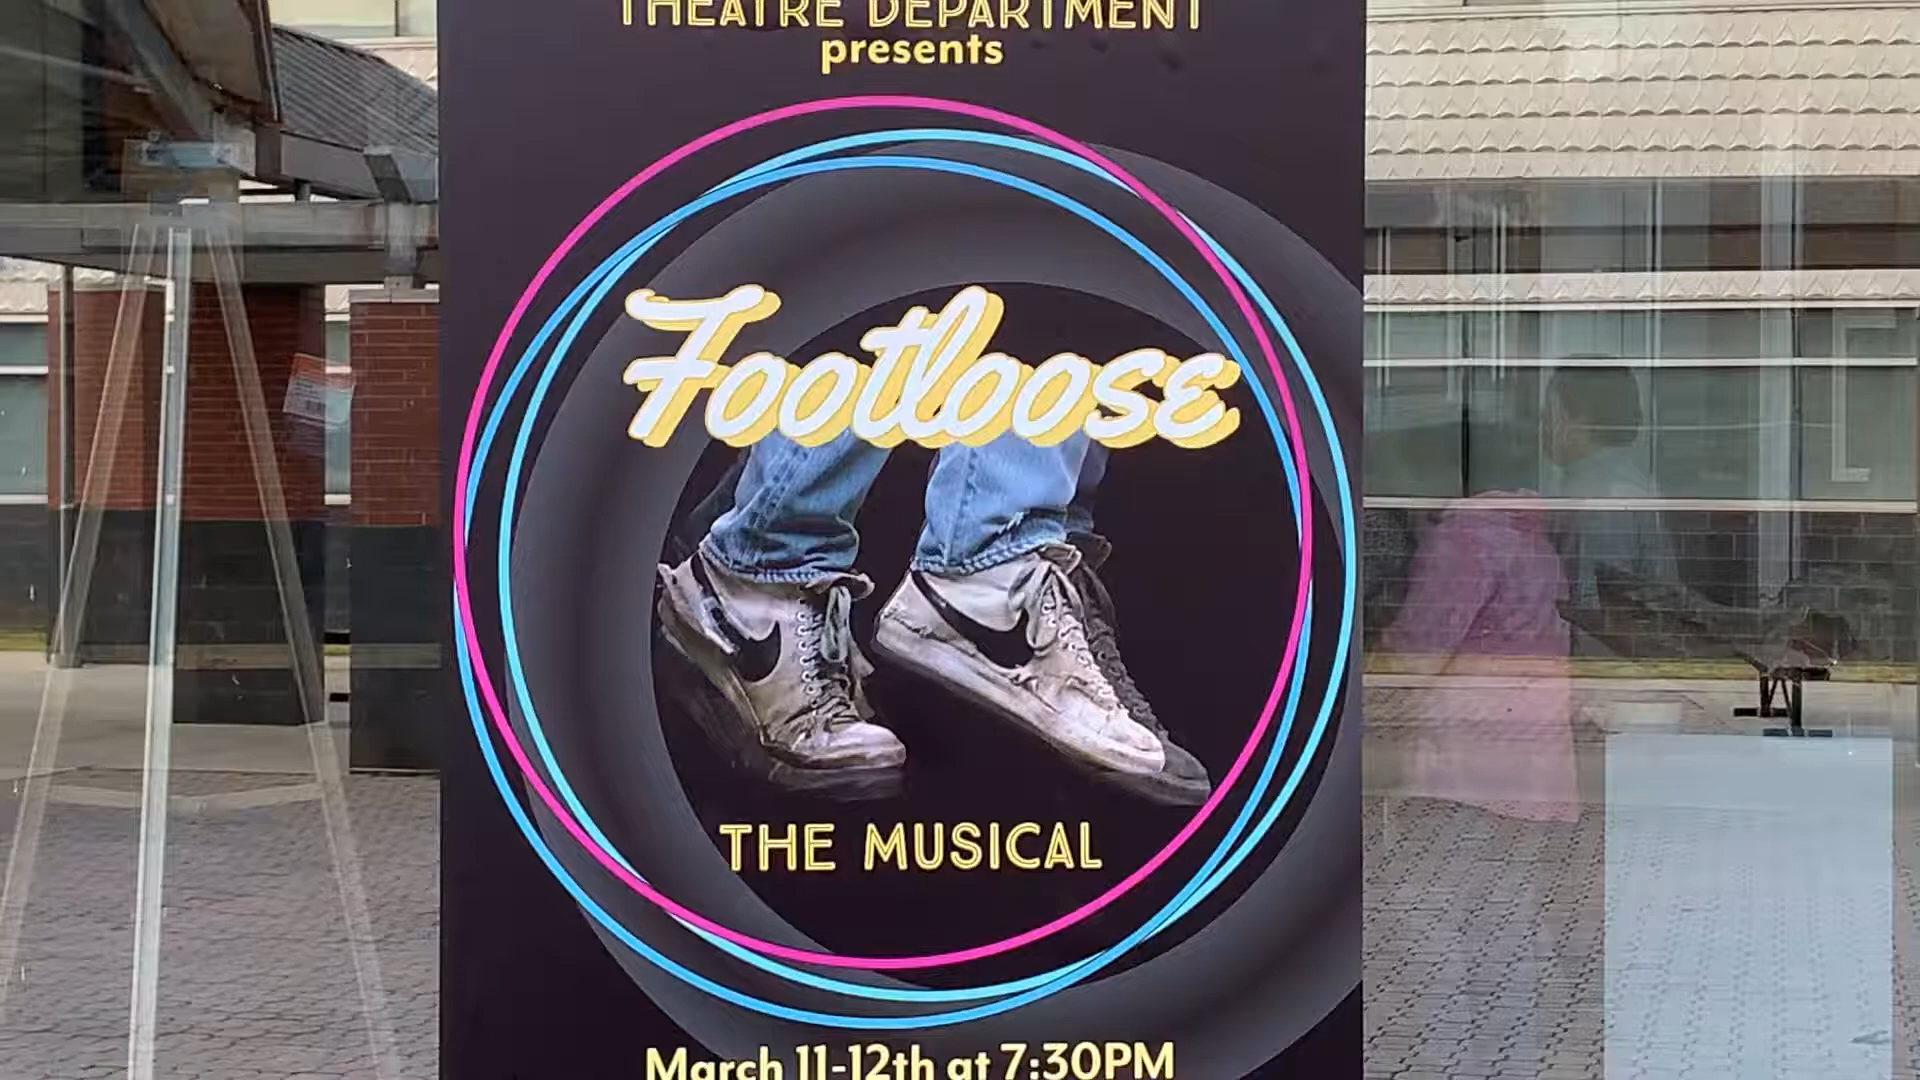 THEATRE DEPARTMENT
presents
Footloose
THE MUSICAL
March 11-12th at 7:30PM